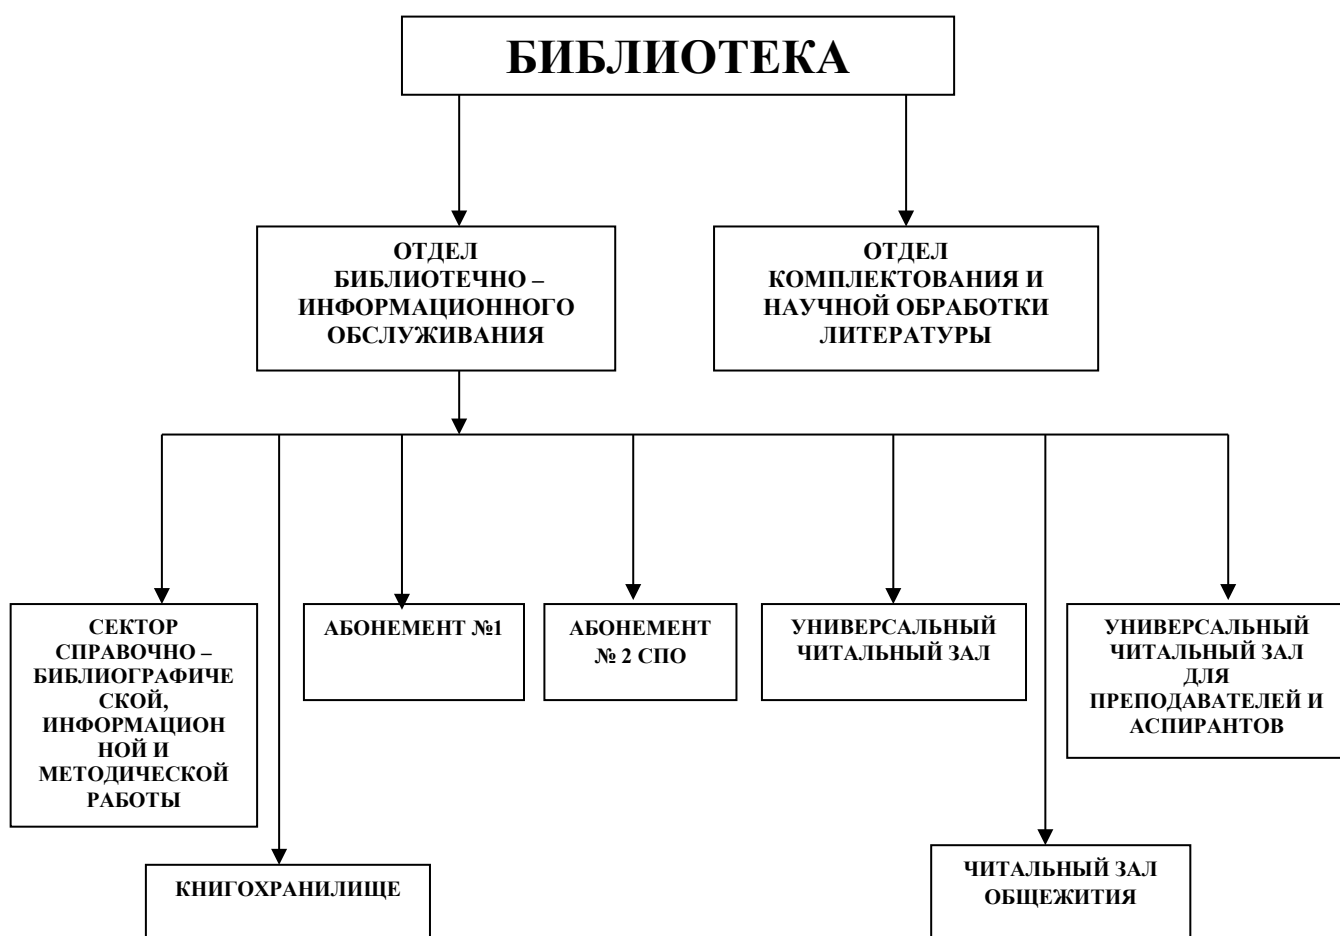 БИБЛИОТЕКА
ОТДЕЛ
БИБЛИОТЕЧНО –
ИНФОРМАЦИОННОГО
ОБСЛУЖИВАНИЯ
ОТДЕЛ
КОМПЛЕКТОВАНИЯ И
НАУЧНОЙ ОБРАБОТКИ
ЛИТЕРАТУРЫ
СЕКТОР
СПРАВОЧНО –
БИБЛИОГРАФИЧЕ
СКОЙ,
ИНФОРМАЦИОН
НОЙ И
МЕТОДИЧЕСКОЙ
РАБОТЫ
АБОНЕМЕНТ №1
АБОНЕМЕНТ
№ 2 СПО
УНИВЕРСАЛЬНЫЙ
ЧИТАЛЬНЫЙ ЗАЛ
УНИВЕРСАЛЬНЫЙ
ЧИТАЛЬНЫЙ ЗАЛ
ДЛЯ
ПРЕПОДАВАТЕЛЕЙ И
АСПИРАНТОВ
КНИГОХРАНИЛИЩЕ
ЧИТАЛЬНЫЙ ЗАЛ
ОБЩЕЖИТИЯ